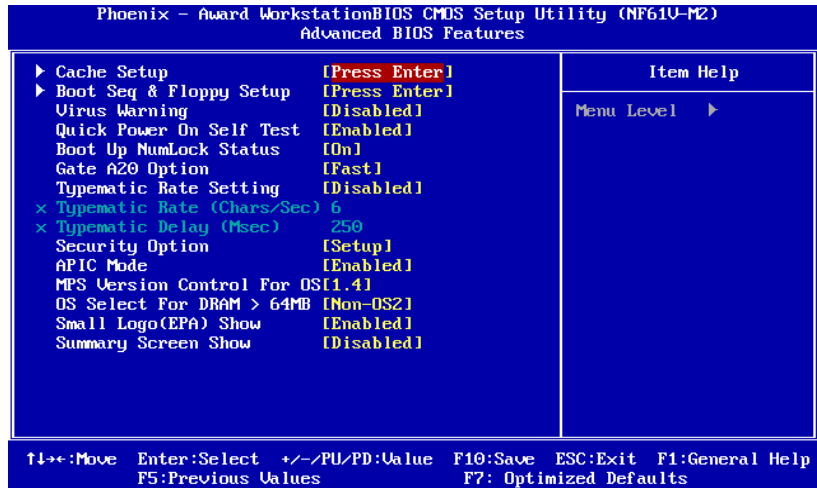 Phoenix - Award WorkstationBIOS CMOS Setup Utility (NF61V-M2)
Advanced BIOS Features
▶ Cache Setup [Press Enter] Item Help
▶ Boot Seq & Floppy Setup [Press Enter]
Virus Warning [Disabled] Menu Level ▶
Quick Power On Self Test [Enabled]
Boot Up NumLock Status [On]
Gate A20 Option [Fast]
Typematic Rate Setting [Disabled]
x Typematic Rate (Chars/Sec) 6
x Typematic Delay (Msec) 250
Security Option [Setup]
APIC Mode [Enabled]
MPS Version Control For OS[1.4]
OS Select For DRAM > 64MB [Non-OS2]
Small Logo(EPA) Show [Enabled]
Summary Screen Show [Disabled]
↑↓→←:Move Enter:Select +/-/PU/PD:Value F10:Save ESC:Exit F1:General Help
F5:Previous Values F7: Optimized Defaults